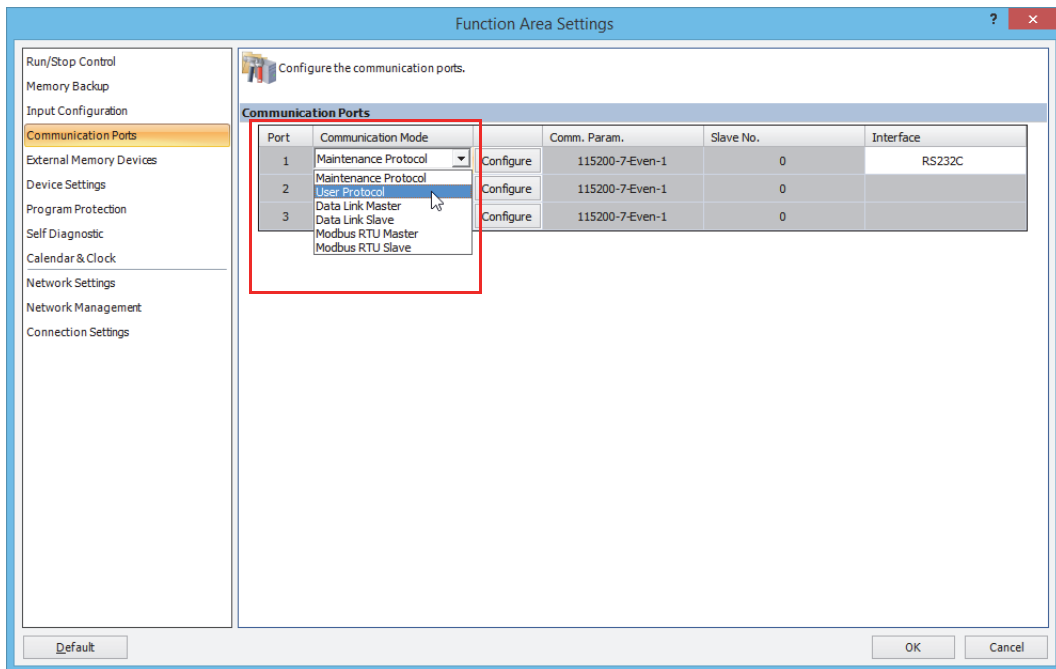 Function Area Settings
? ×
Run/Stop Control
Memory Backup
Input Configuration
Communication Ports
External Memory Devices
Device Settings
Program Protection
Self Diagnostic
Calendar & Clock
Network Settings
Network Management
Connection Settings
Configure the communication ports.
Communication Ports
Port Communication Mode Comm. Param. Slave No. Interface
1 Maintenance Protocol Configure 115200-7-Even-1 0 RS232C
2 Configure 115200-7-Even-1 0
3 Configure 115200-7-Even-1 0
Maintenance Protocol
User Protocol
Data Link Master
Data Link Slave
Modbus RTU Master
Modbus RTU Slave
Default OK Cancel